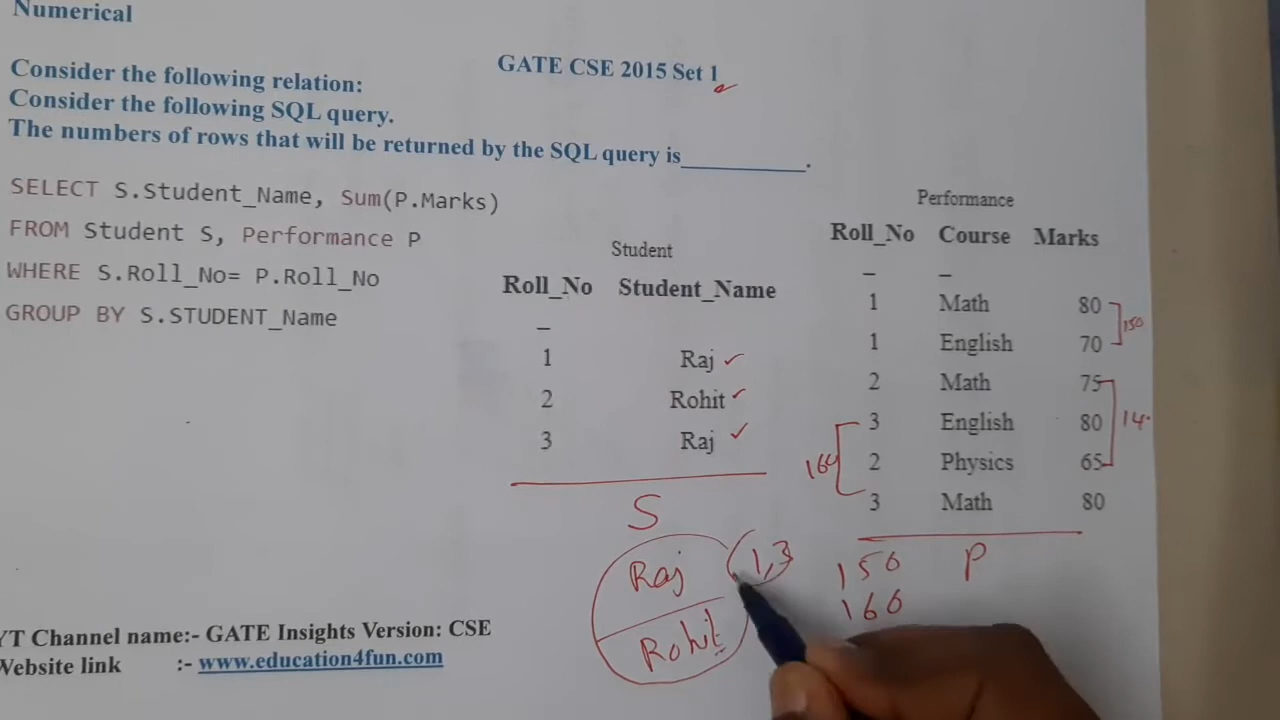 Numerical
GATE CSE 2015 Set 1
Consider the following relation:
Consider the following SQL query.
The numbers of rows that will be returned by the SQL query is__________.
SELECT S.Student_Name, Sum(P.Marks)
FROM Student S, Performance P
WHERE S.Roll_No= P.Roll_No
GROUP BY S.STUDENT_Name
Student
Roll_No Student_Name
–
1 Raj
2 Rohit
3 Raj
S
Performance
Roll_No Course Marks
– –
1 Math 80
1 English 70
150
2 Math 75
3 English 80
2 Physics 65
3 Math 80
P
Raj 1,3
Rohit
150
160
YT Channel name:- GATE Insights Version: CSE
Website link :- www.education4fun.com